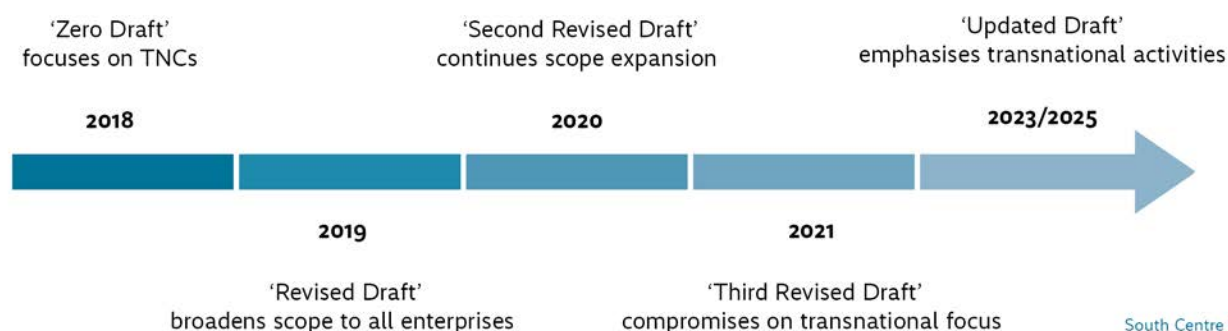 ‘Zero Draft’
focuses on TNCs
2018
‘Revised Draft’
broadens scope to all enterprises
2019
‘Second Revised Draft’
continues scope expansion
2020
‘Third Revised Draft’
compromises on transnational focus
2021
‘Updated Draft’
emphasises transnational activities
2023/2025
South Centre